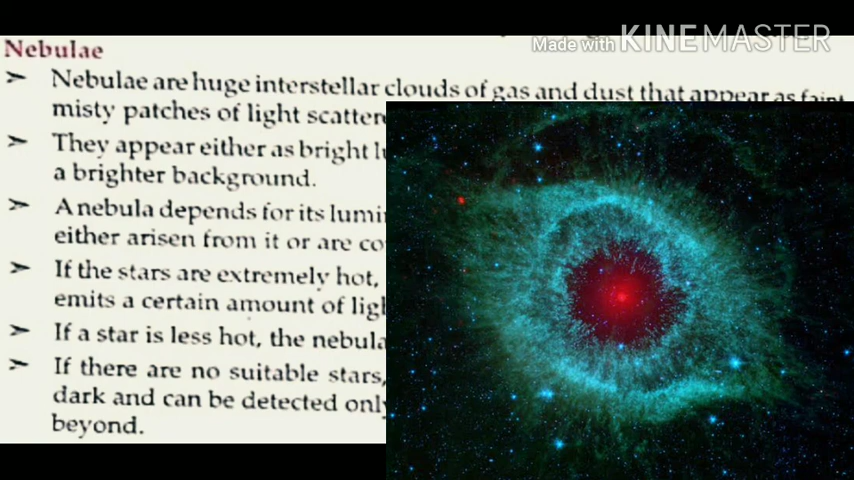 Made with KINEMASTER
Nebulae
➤ Nebulae are huge interstellar clouds of gas and dust that appear as faint
misty patches of light scattere
➤ They appear either as bright lu
a brighter background.
➤ A nebula depends for its lumi
either arisen from it or are co
➤ If the stars are extremely hot,
emits a certain amount of lig
➤ If a star is less hot, the nebula
➤ If there are no suitable stars,
dark and can be detected only
beyond.